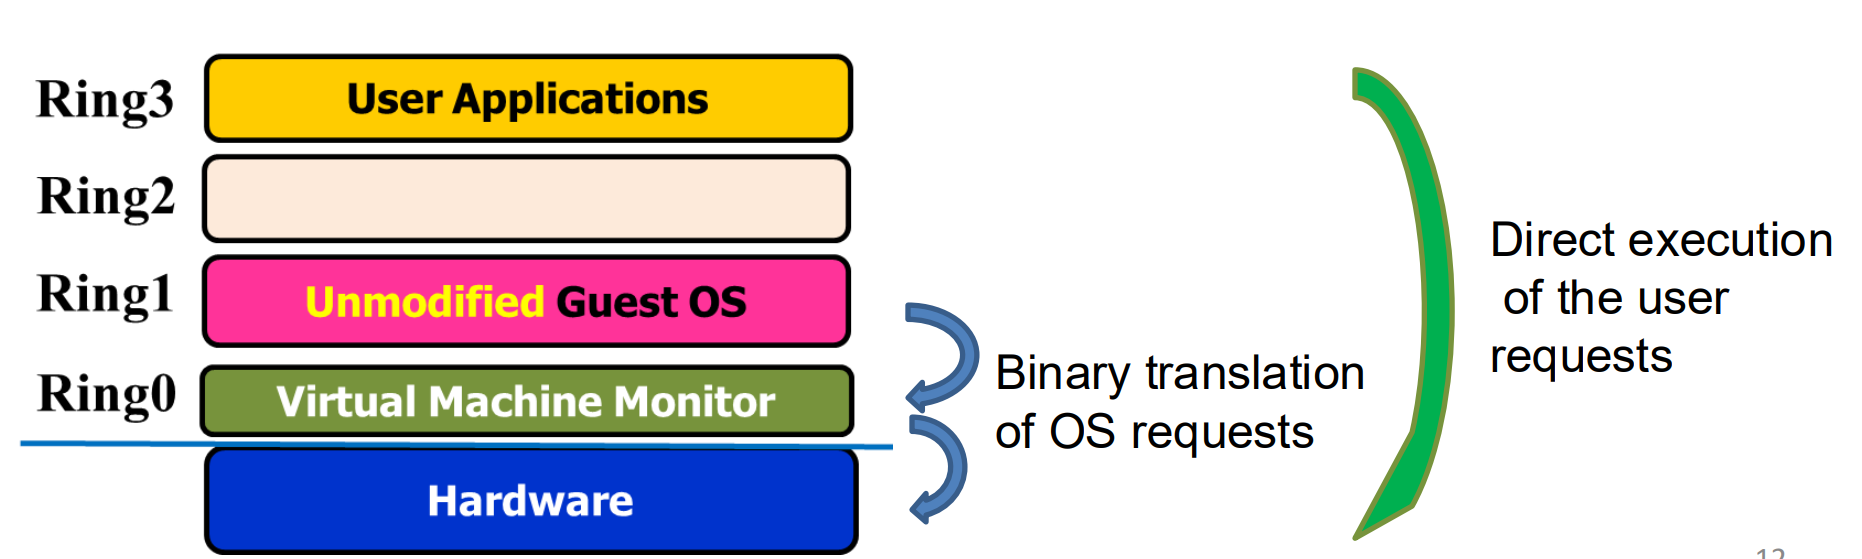 Ring3 User Applications
Ring2
Ring1 Unmodified Guest OS
Ring0 Virtual Machine Monitor
Hardware
Binary translation
of OS requests
Direct execution
of the user
requests
12